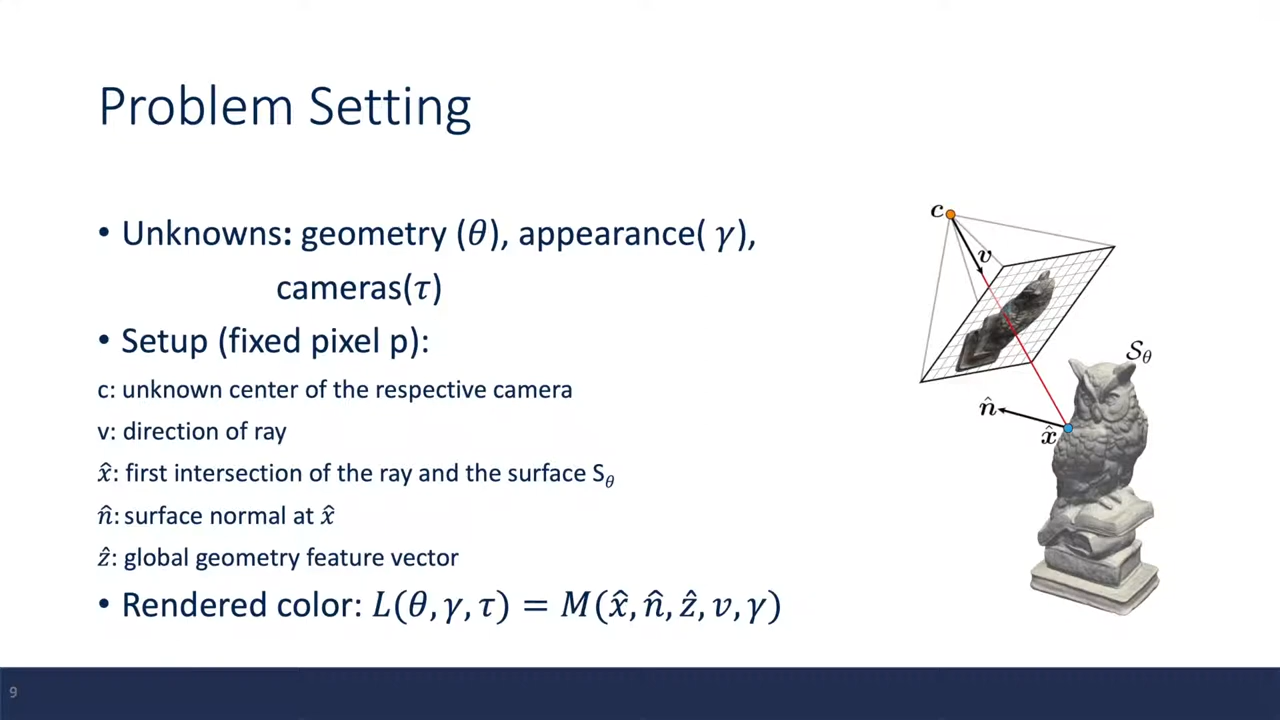 Problem Setting
• Unknowns: geometry (θ), appearance( γ),
cameras(τ)
• Setup (fixed pixel p):
c: unknown center of the respective camera
v: direction of ray
x̂: first intersection of the ray and the surface S_θ
n̂: surface normal at x̂
ẑ: global geometry feature vector
• Rendered color: L(θ, γ, τ) = M(x̂, n̂, ẑ, v, γ)
c
v
S_θ
n̂
x̂
9